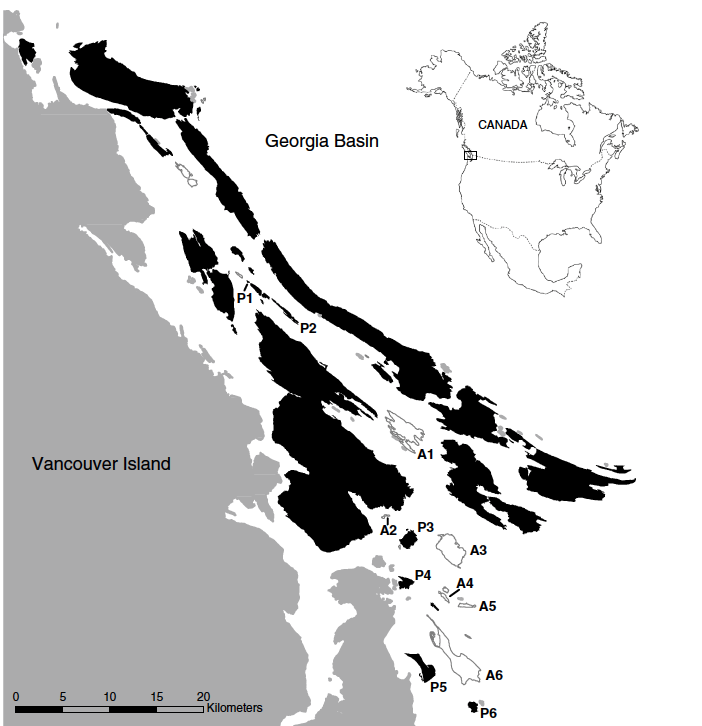 CANADA
Georgia Basin
P1
P2
A1
Vancouver Island
A2
P3
A3
P4
A4
A5
A6
P5
P6
0 5 10 15 20
Kilometers